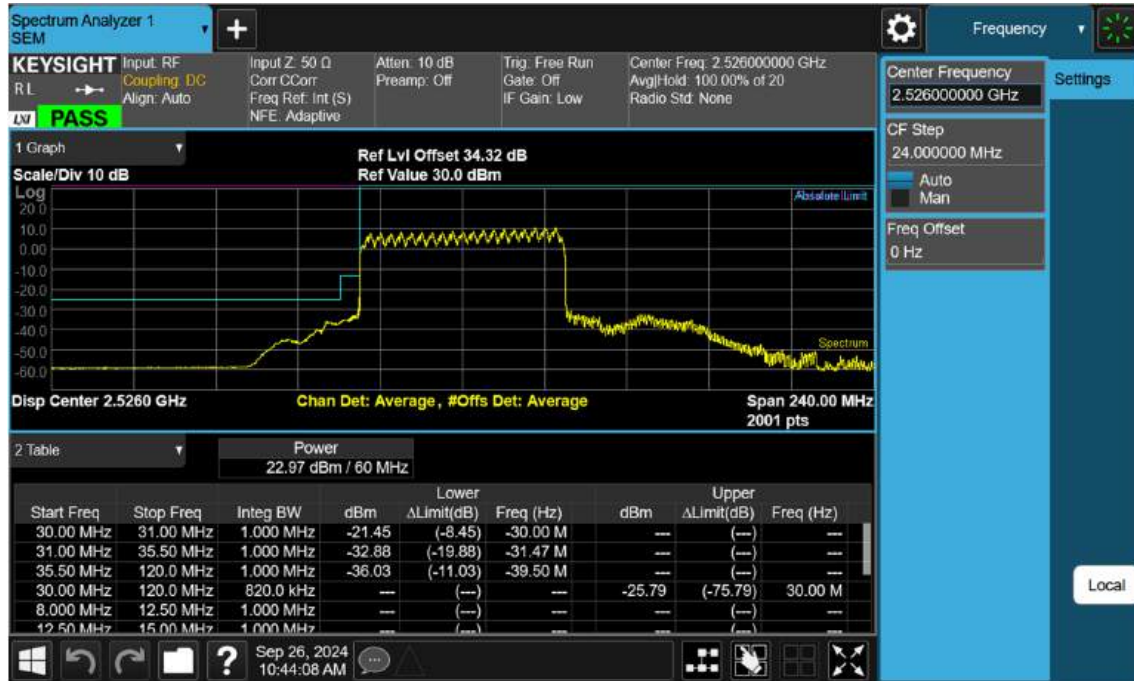 Spectrum Analyzer 1
SEM
+
Frequency
KEYSIGHT
R L
LXI PASS
Input: RF
Coupling: DC
Align: Auto
Input Z: 50 Ω
Corr CCorr
Freq Ref: Int (S)
NFE: Adaptive
Atten: 10 dB
Preamp: Off
Trig: Free Run
Gate: Off
IF Gain: Low
Center Freq: 2.526000000 GHz
Avg|Hold: 100.00% of 20
Radio Std: None
Center Frequency
2.526000000 GHz
Settings
CF Step
24.000000 MHz
Auto
Man
Freq Offset
0 Hz
Local
1 Graph
Scale/Div 10 dB
Ref Lvl Offset 34.32 dB
Ref Value 30.0 dBm
Log
Absolute Limit
20.0
10.0
0.00
-10.0
-20.0
-30.0
-40.0
-50.0
-60.0
Spectrum
Disp Center 2.5260 GHz
Chan Det: Average, #Offs Det: Average
Span 240.00 MHz
2001 pts
2 Table
Power
22.97 dBm / 60 MHz
Lower Upper
Start Freq Stop Freq Integ BW dBm ΔLimit(dB) Freq (Hz) dBm ΔLimit(dB) Freq (Hz)
30.00 MHz 31.00 MHz 1.000 MHz -21.45 (-8.45) -30.00 M --- (---) ---
31.00 MHz 35.50 MHz 1.000 MHz -32.88 (-19.88) -31.47 M --- (---) ---
35.50 MHz 120.0 MHz 1.000 MHz -36.03 (-11.03) -39.50 M --- (---) ---
30.00 MHz 120.0 MHz 820.0 kHz --- (---) --- -25.79 (-75.79) 30.00 M
8.000 MHz 12.50 MHz 1.000 MHz --- (---) --- --- (---) ---
12.50 MHz 15.00 MHz 1.000 MHz --- (---) --- --- (---) ---
?
Sep 26, 2024
10:44:08 AM